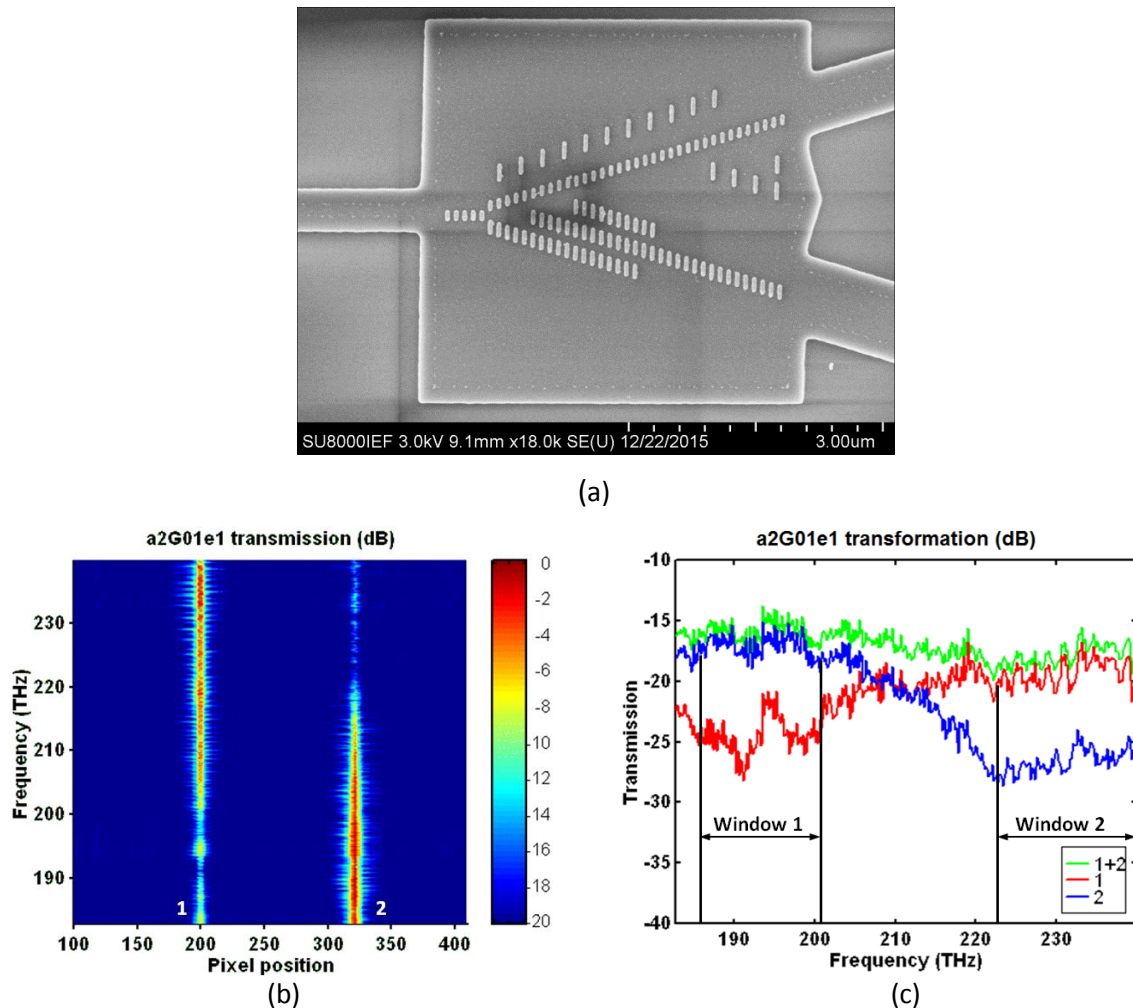 SU8000IEF 3.0kV 9.1mm x18.0k SE(U) 12/22/2015 3.00um
(a)
a2G01e1 transmission (dB)
Frequency (THz)
230
220
210
200
190
1
2
100 150 200 250 300 350 400
Pixel position
0
-2
-4
-6
-8
10
12
14
16
18
20
(b)
a2G01e1 transformation (dB)
Transmission
-10
-15
-20
-25
-30
-35
-40
Window 1
Window 2
1+2
1
2
190 200 210 220 230
Frequency (THz)
(c)